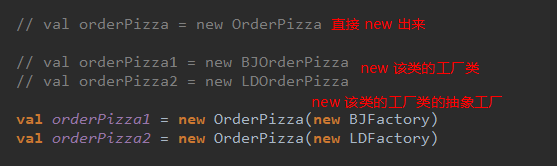 // val orderPizza = new OrderPizza 直接 new 出来
// val orderPizza1 = new BJOrderPizza
new 该类的工厂类
// val orderPizza2 = new LDOrderPizza
new 该类的工厂类的抽象工厂
val orderPizza1 = new OrderPizza(new BJFactory)
val orderPizza2 = new OrderPizza(new LDFactory)